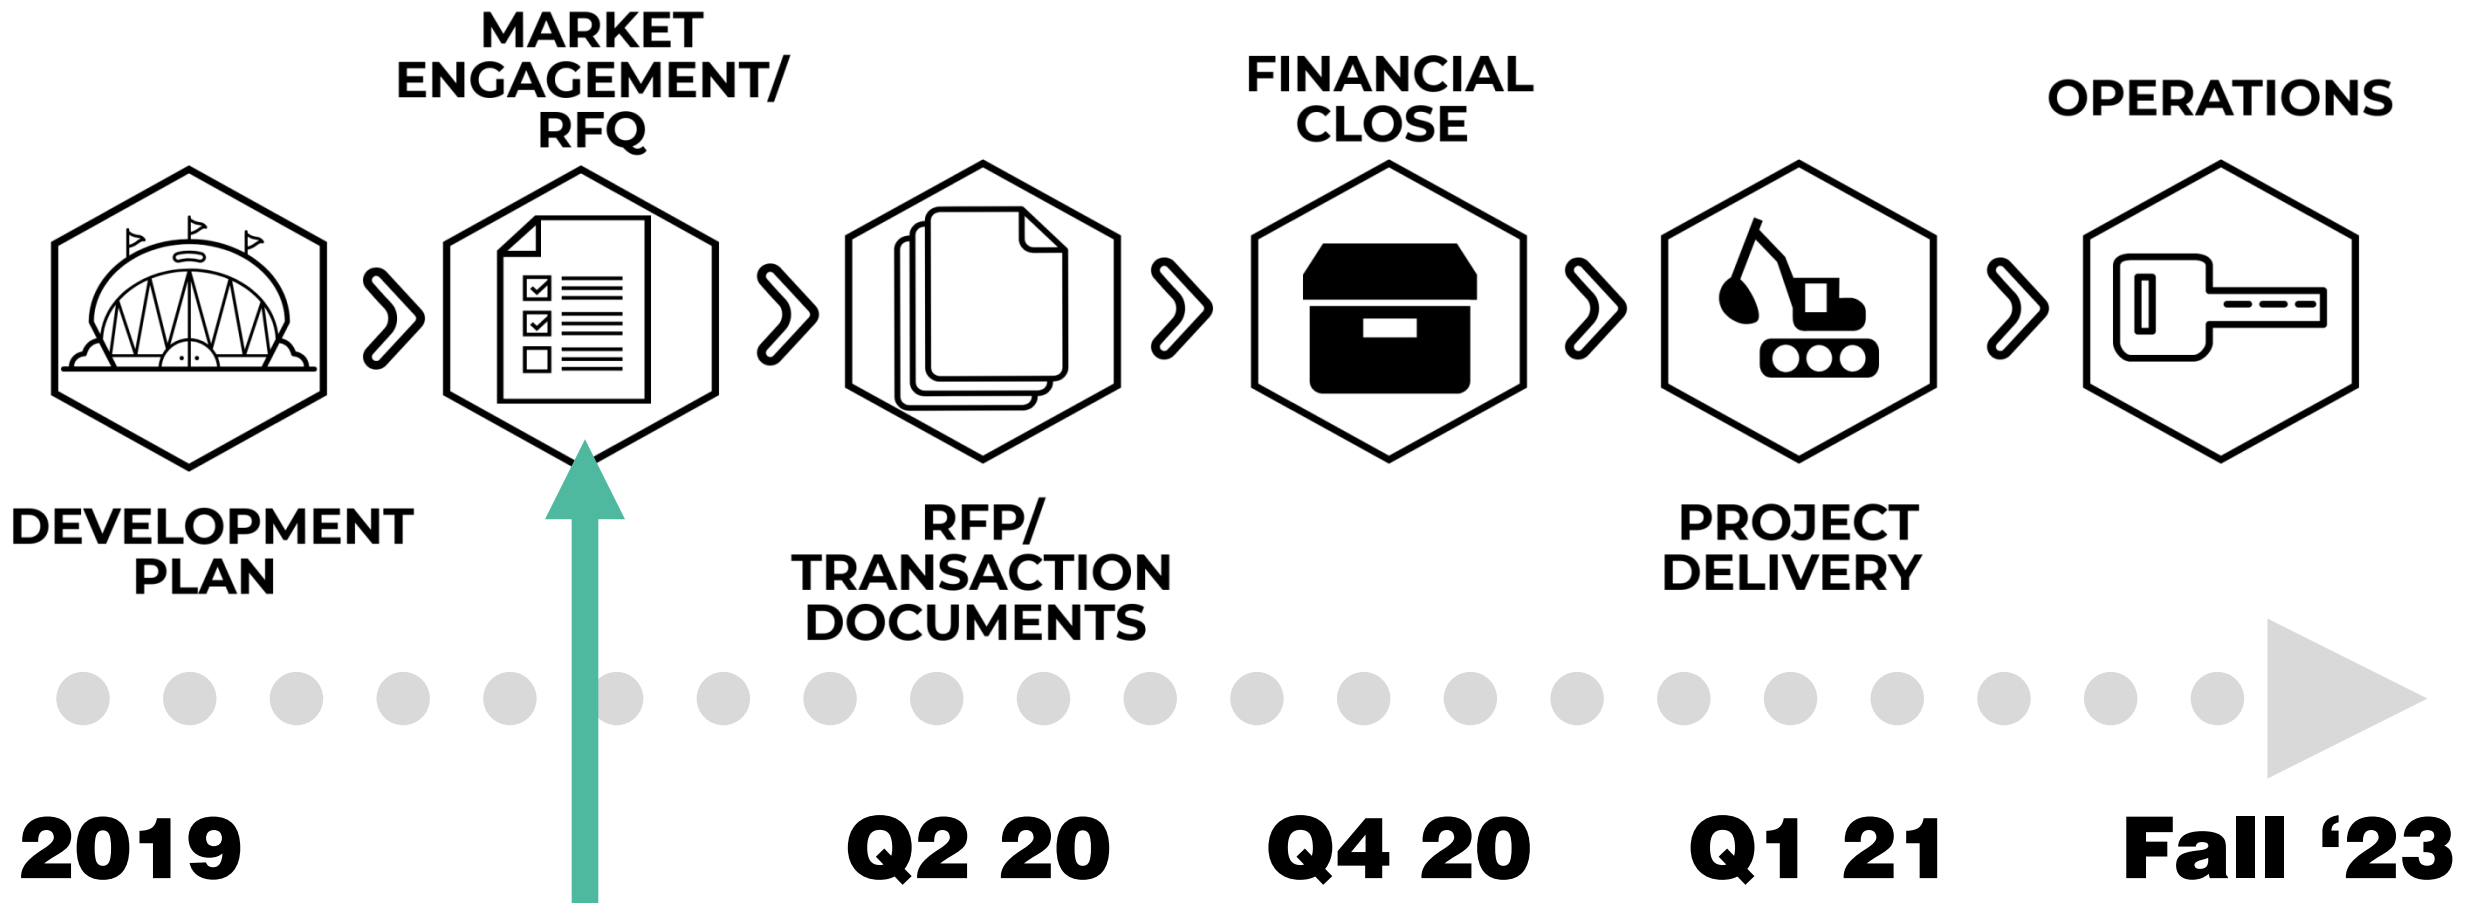 MARKET
ENGAGEMENT/
RFQ
FINANCIAL
CLOSE
OPERATIONS
DEVELOPMENT
PLAN
RFP/
TRANSACTION
DOCUMENTS
PROJECT
DELIVERY
2019
Q2 20
Q4 20
Q1 21
Fall ‘23